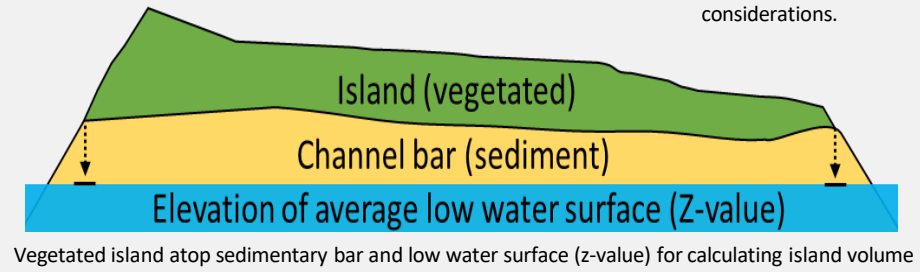 considerations.
Island (vegetated)
Channel bar (sediment)
Elevation of average low water surface (Z-value)
Vegetated island atop sedimentary bar and low water surface (z-value) for calculating island volume